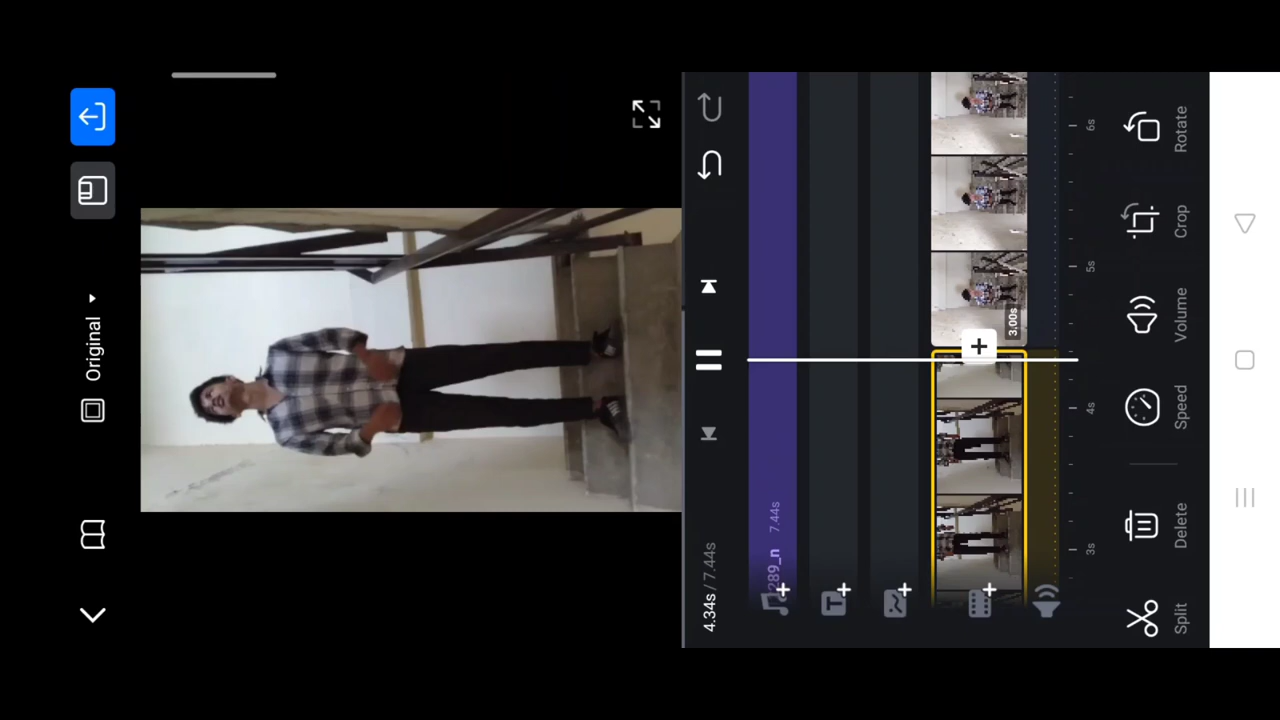 Original
4.34s / 7.44s
289_n 7.44s
T
3.00s
3s
4s
5s
6s
Split
Delete
Speed
Volume
Crop
Rotate